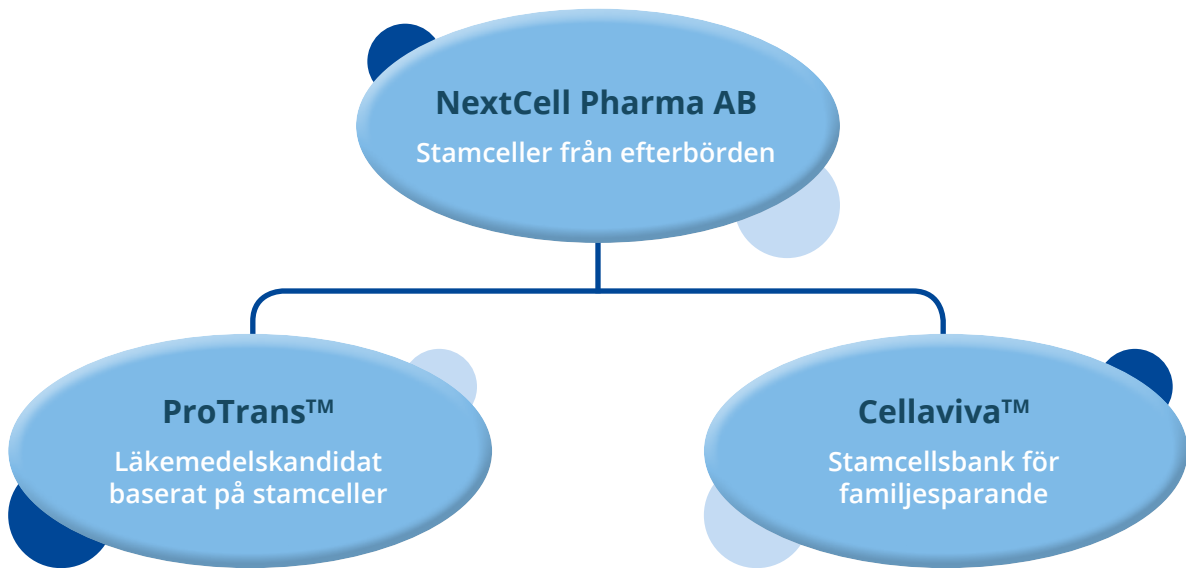 NextCell Pharma AB
Stamceller från efterbörden
ProTrans™
Läkemedelskandidat
baserat på stamceller
Cellaviva™
Stamcellsbank för
familjesparande